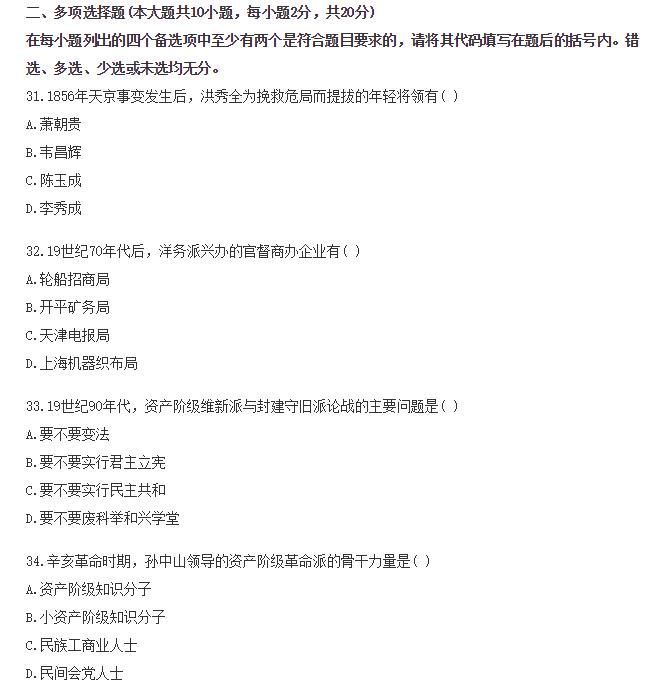 二、多项选择题(本大题共10小题，每小题2分，共20分)
在每小题列出的四个备选项中至少有两个是符合题目要求的，请将其代码填写在题后的括号内。错
选、多选、少选或未选均无分。
31.1856年天京事变发生后，洪秀全为挽救危局而提拔的年轻将领有( )
A.萧朝贵
B.韦昌辉
C.陈玉成
D.李秀成
32.19世纪70年代后，洋务派兴办的官督商办企业有( )
A.轮船招商局
B.开平矿务局
C.天津电报局
D.上海机器织布局
33.19世纪90年代，资产阶级维新派与封建守旧派论战的主要问题是( )
A.要不要变法
B.要不要实行君主立宪
C.要不要实行民主共和
D.要不要废科举和兴学堂
34.辛亥革命时期，孙中山领导的资产阶级革命派的骨干力量是( )
A.资产阶级知识分子
B.小资产阶级知识分子
C.民族工商业人士
D.民间会党人士